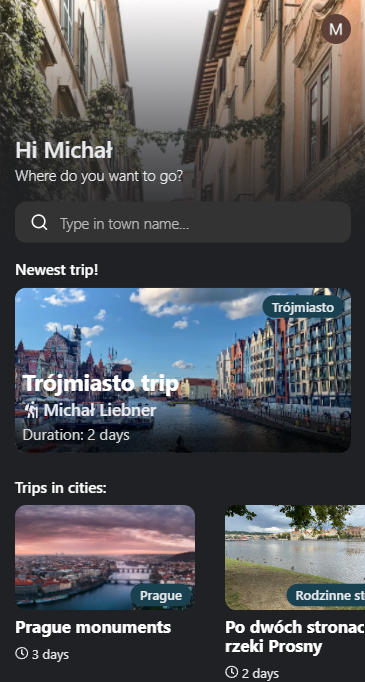 M
Hi Michał
Where do you want to go?
Type in town name...
Newest trip!
Trójmiasto
Trójmiasto trip
Michał Liebner
Duration: 2 days
Trips in cities:
Prague
Prague monuments
3 days
Rodzinne st
Po dwóch stronac
rzeki Prosny
2 days